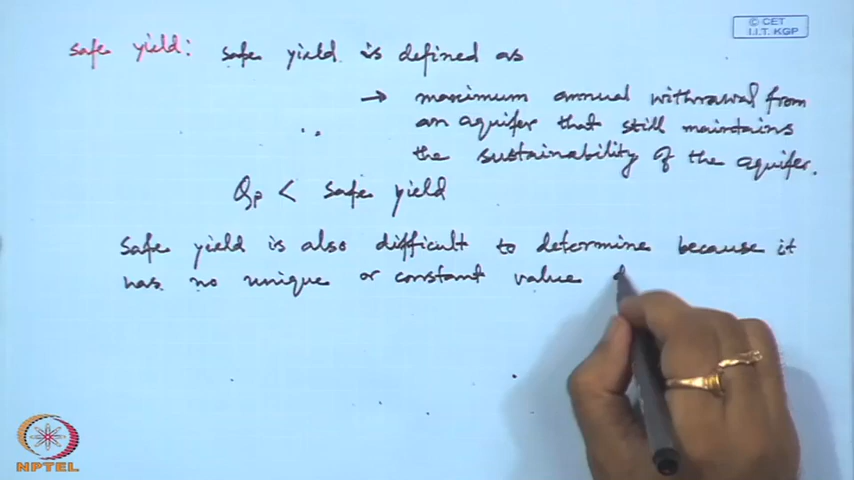 © CET
I.I.T. KGP
safe yield: safe yield is defined as
→ maximum annual withrawal from
an aquifer that still maintains
the sustainability of the aquifer.
Qp < safe yield
safe yield is also difficult to determine because it
has no unique or constant value
NPTEL